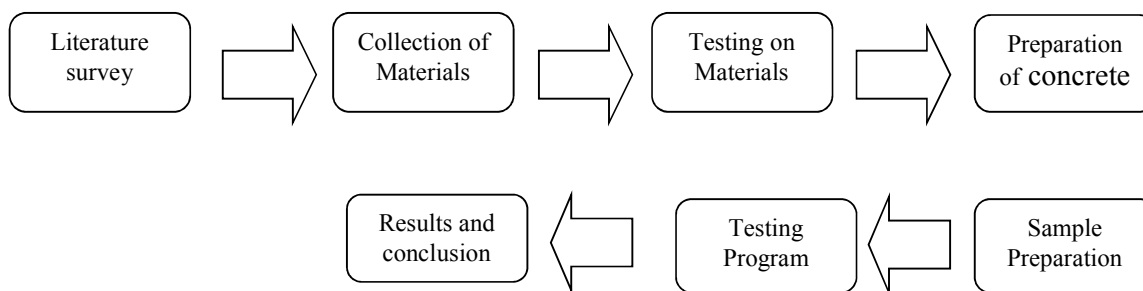 Literature
survey
Collection of
Materials
Testing on
Materials
Preparation
of concrete
Results and
conclusion
Testing
Program
Sample
Preparation